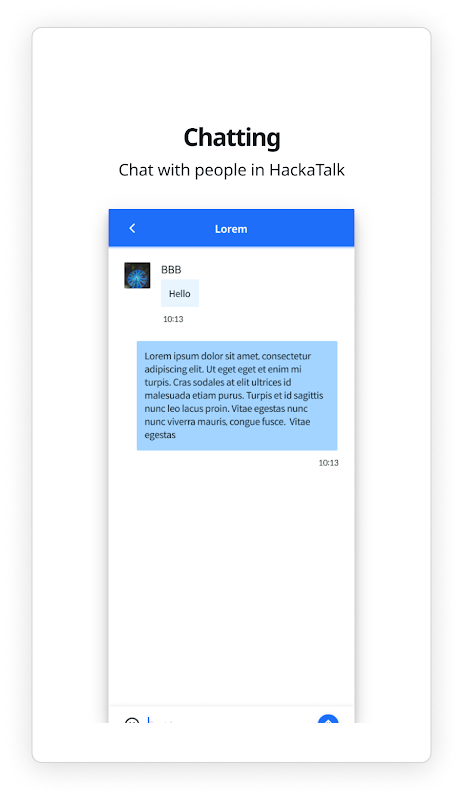 Chatting
Chat with people in HackaTalk
Lorem
BBB
Hello
10:13
Lorem ipsum dolor sit amet, consectetur
adipiscing elit. Ut eget eget et enim mi
turpis. Cras sodales at elit ultrices id
malesuada etiam purus. Turpis et id sagittis
nunc leo lacus proin. Vitae egestas nunc
nunc viverra mauris, congue fusce.  Vitae
egestas
10:13